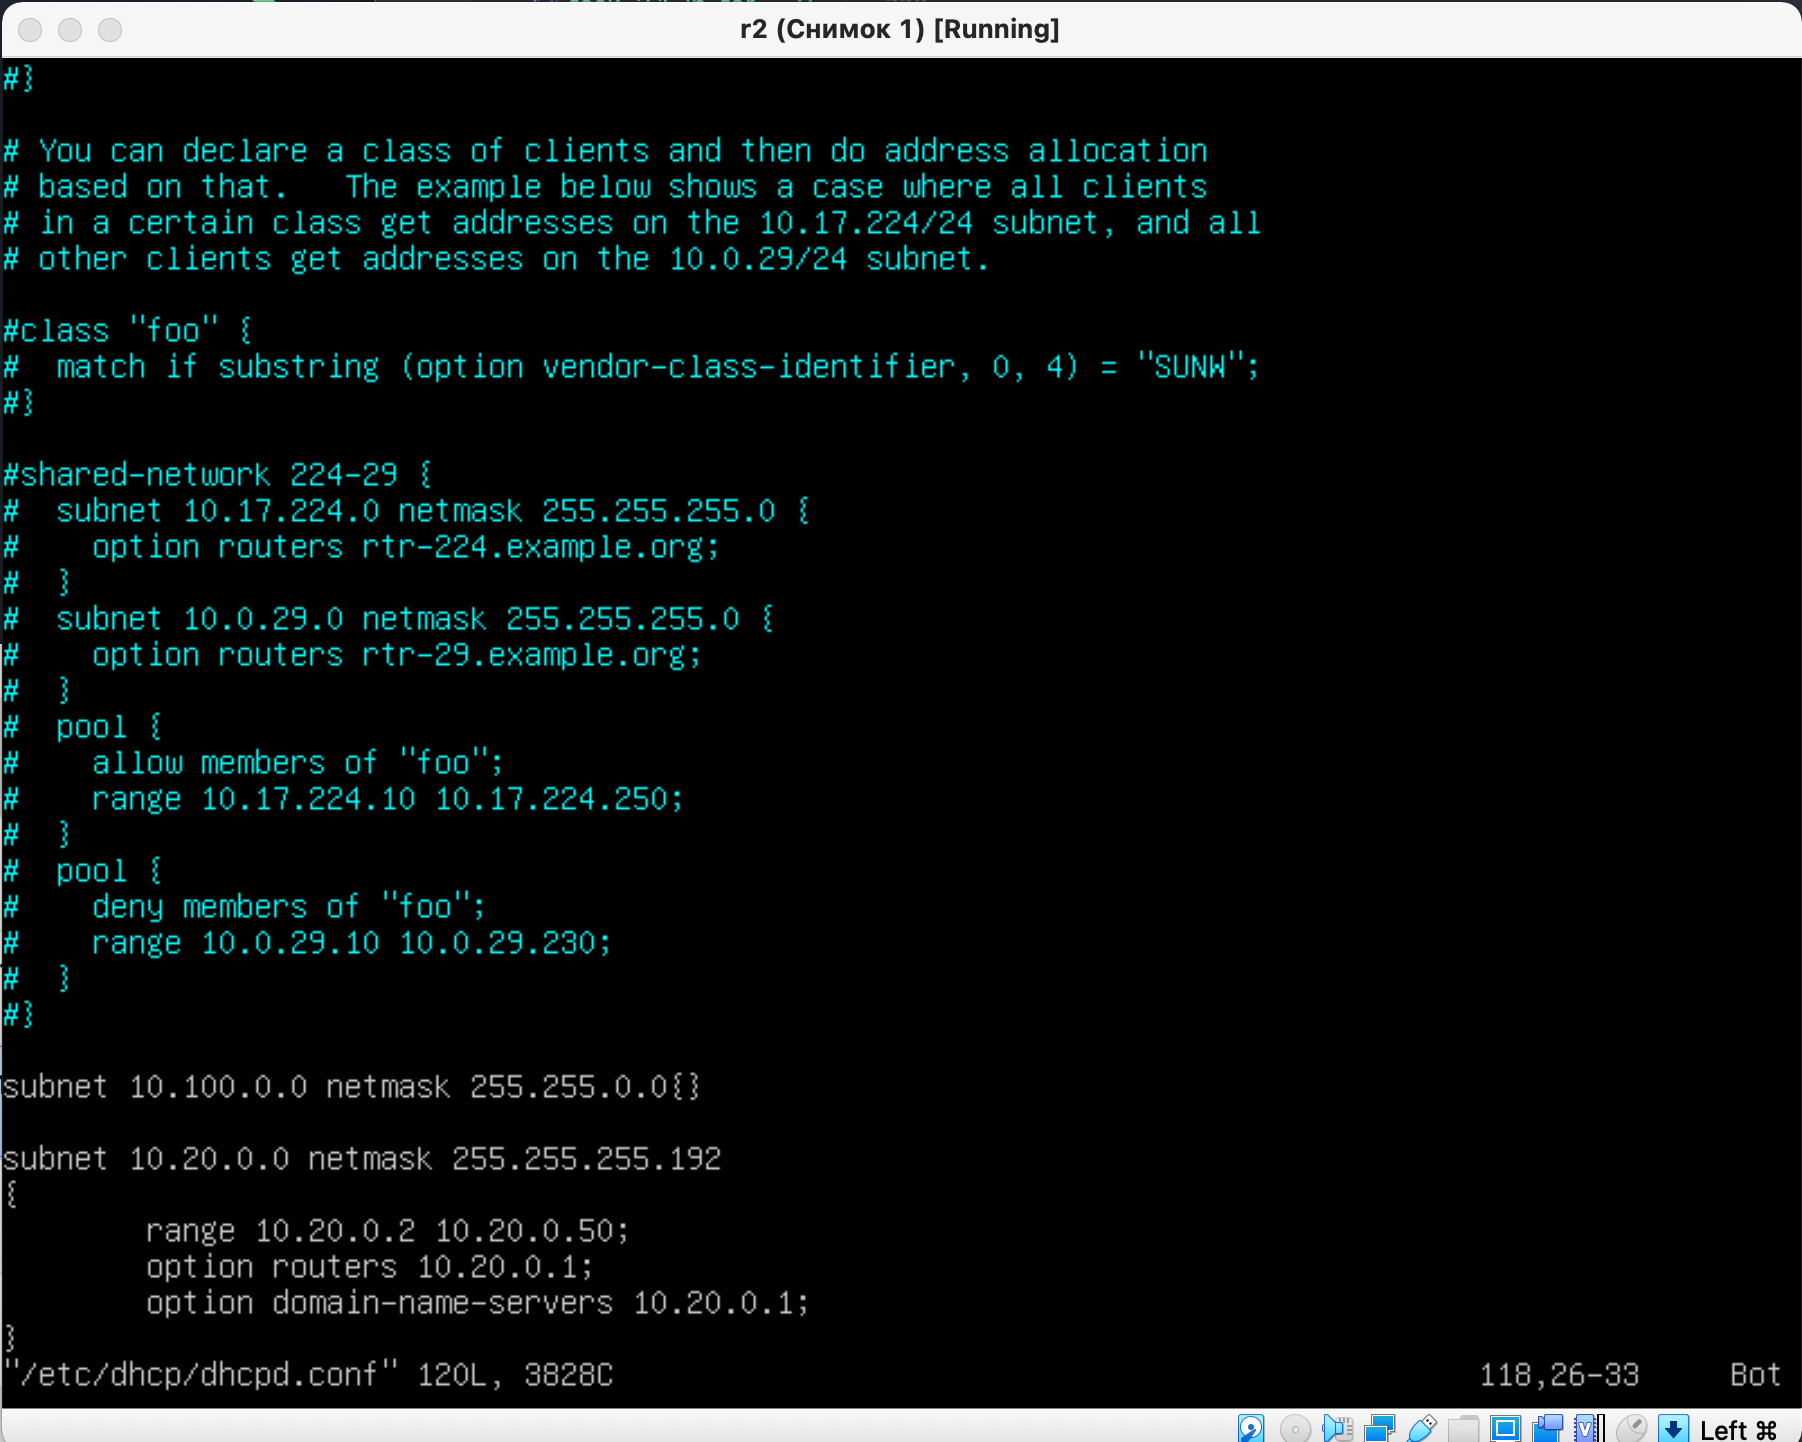 r2 (Снимок 1) [Running]
#}
# You can declare a class of clients and then do address allocation
# based on that.   The example below shows a case where all clients
# in a certain class get addresses on the 10.17.224/24 subnet, and all
# other clients get addresses on the 10.0.29/24 subnet.
#class "foo" {
#  match if substring (option vendor-class-identifier, 0, 4) = "SUNW";
#}
#shared-network 224-29 {
#  subnet 10.17.224.0 netmask 255.255.255.0 {
#    option routers rtr-224.example.org;
#  }
#  subnet 10.0.29.0 netmask 255.255.255.0 {
#    option routers rtr-29.example.org;
#  }
#  pool {
#    allow members of "foo";
#    range 10.17.224.10 10.17.224.250;
#  }
#  pool {
#    deny members of "foo";
#    range 10.0.29.10 10.0.29.230;
#  }
#}
subnet 10.100.0.0 netmask 255.255.0.0{}
subnet 10.20.0.0 netmask 255.255.255.192
{
        range 10.20.0.2 10.20.0.50;
        option routers 10.20.0.1;
        option domain-name-servers 10.20.0.1;
}
"/etc/dhcp/dhcpd.conf" 120L, 3828C 118,26-33 Bot
Left ⌘